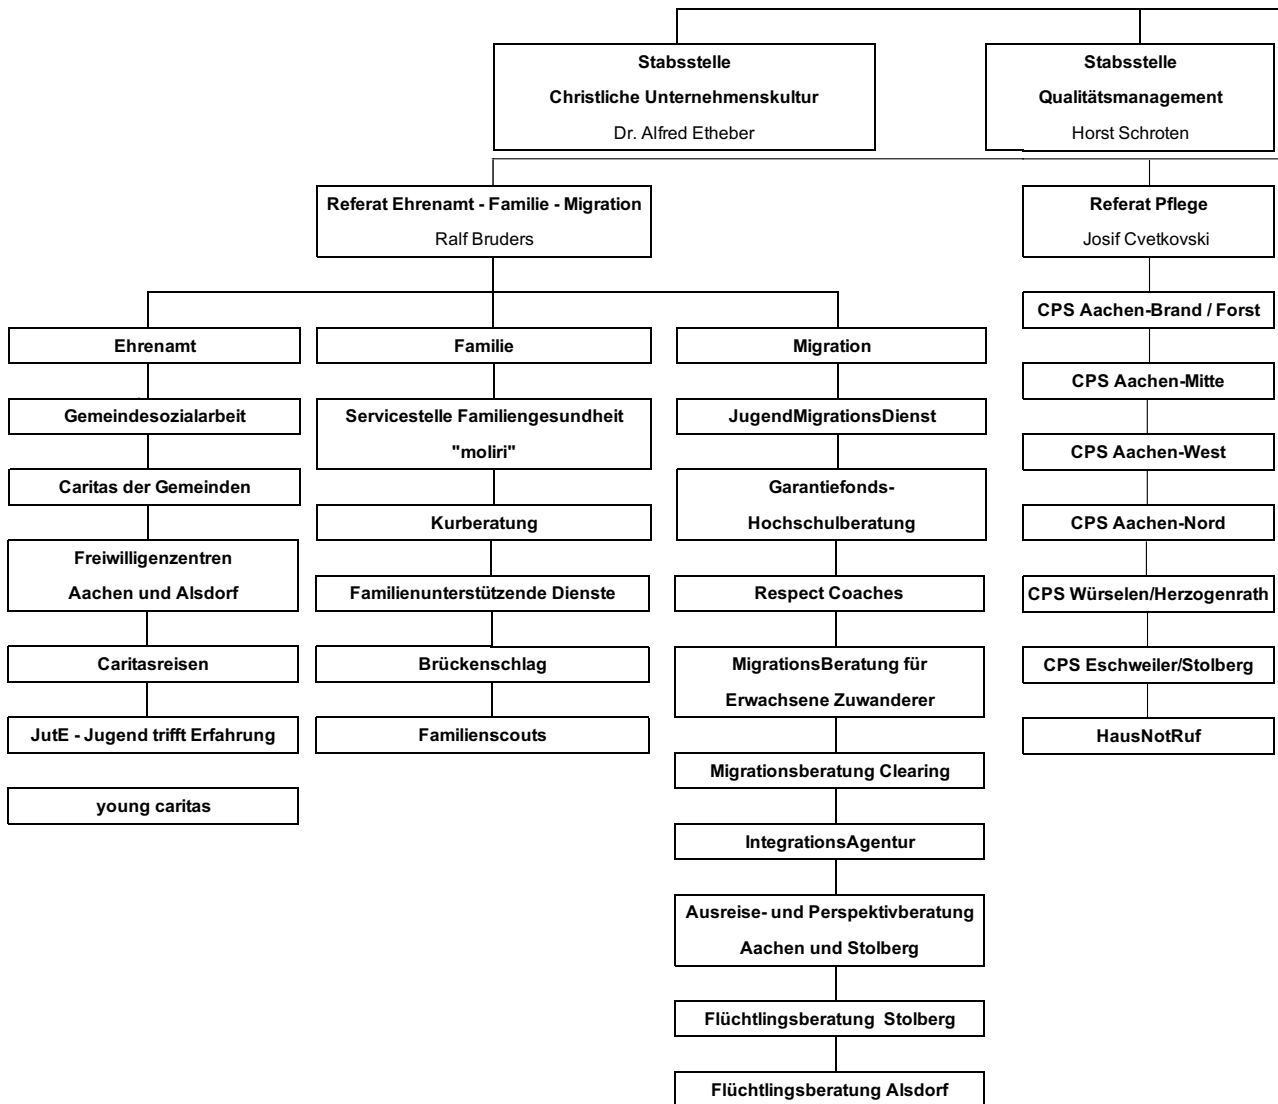 Stabsstelle
Christliche Unternehmenskultur
Dr. Alfred Etheber
Stabsstelle
Qualitätsmanagement
Horst Schroten
Referat Ehrenamt - Familie - Migration
Ralf Bruders
Referat Pflege
Josif Cvetkovski
Ehrenamt
Gemeindesozialarbeit
Caritas der Gemeinden
Freiwilligenzentren
Aachen und Alsdorf
Caritasreisen
JutE - Jugend trifft Erfahrung
young caritas
Familie
Servicestelle Familiengesundheit
"moliri"
Kurberatung
Familienunterstützende Dienste
Brückenschlag
Familienscouts
Migration
JugendMigrationsDienst
Garantiefonds-
Hochschulberatung
Respect Coaches
MigrationsBeratung für
Erwachsene Zuwanderer
Migrationsberatung Clearing
IntegrationsAgentur
Ausreise- und Perspektivberatung
Aachen und Stolberg
Flüchtlingsberatung Stolberg
Flüchtlingsberatung Alsdorf
CPS Aachen-Brand / Forst
CPS Aachen-Mitte
CPS Aachen-West
CPS Aachen-Nord
CPS Würselen/Herzogenrath
CPS Eschweiler/Stolberg
HausNotRuf